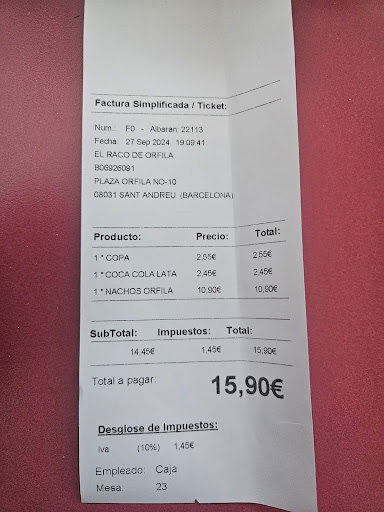 Factura Simplificada / Ticket:
Num.: F0 - Albaran: 22113
Fecha: 27 Sep 2024 19:09:41
EL RACO DE ORFILA
B06926091
PLAZA ORFILA NO-10
08031 SANT ANDREU (BARCELONA)
Producto: Precio: Total:
1 * COPA 2,55€ 2,55€
1 * COCA COLA LATA 2,45€ 2,45€
1 * NACHOS ORFILA 10,90€ 10,90€
SubTotal: Impuestos: Total:
14,45€ 1,45€ 15,90€
Total a pagar: 15,90€
Desglose de Impuestos:
Iva (10%) 1,45€
Empleado: Caja
Mesa: 23